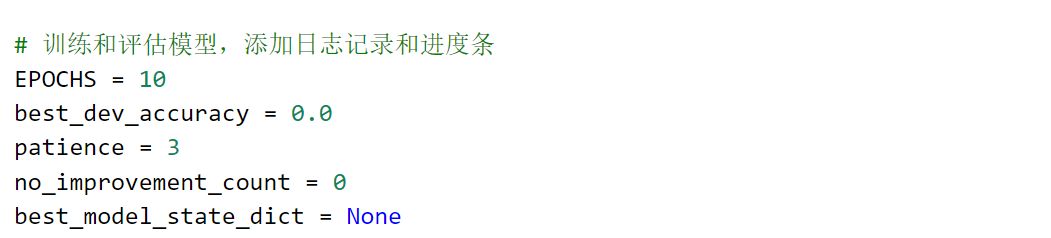 # 训练和评估模型，添加日志记录和进度条
EPOCHS = 10
best_dev_accuracy = 0.0
patience = 3
no_improvement_count = 0
best_model_state_dict = None